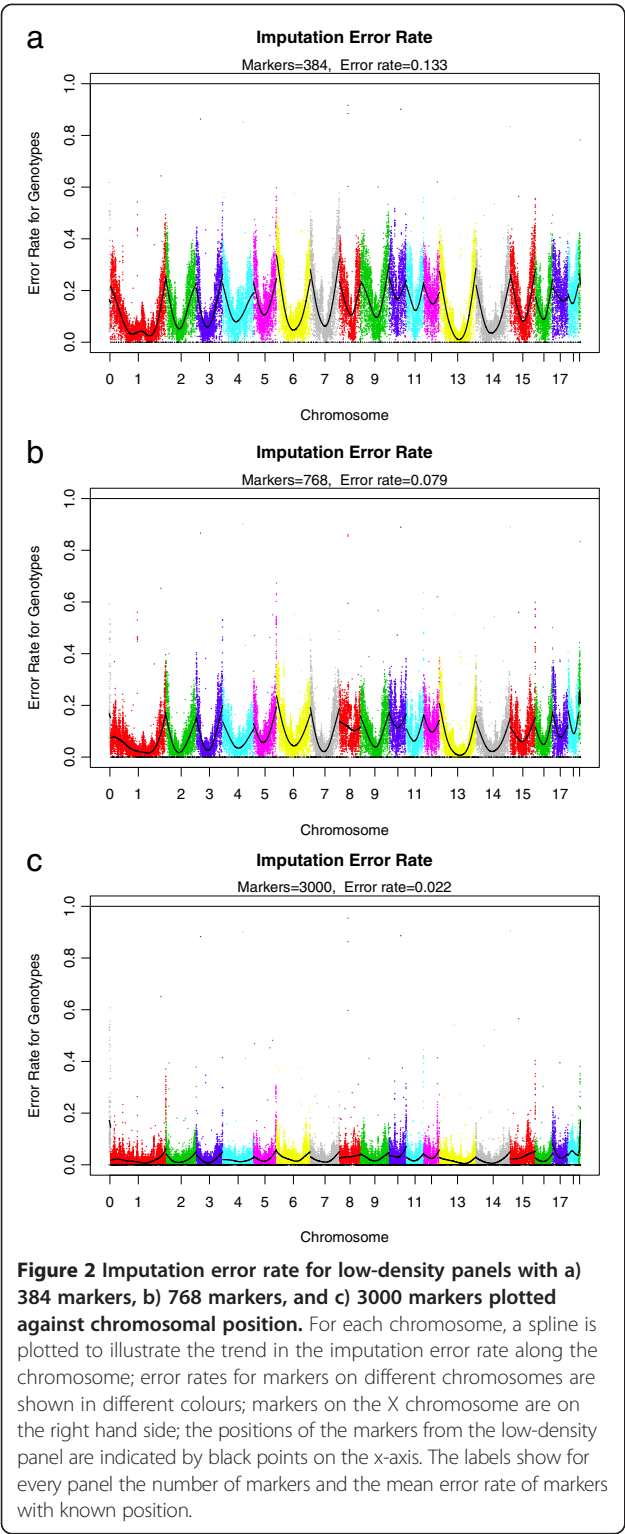 a
Imputation Error Rate
Markers=384, Error rate=0.133
Error Rate for Genotypes
1.0
0.8
0.6
0.4
0.2
0.0
0 1 2 3 4 5 6 7 8 9 11 13 14 15 17
Chromosome
b
Imputation Error Rate
Markers=768, Error rate=0.079
Error Rate for Genotypes
1.0
0.8
0.6
0.4
0.2
0.0
0 1 2 3 4 5 6 7 8 9 11 13 14 15 17
Chromosome
c
Imputation Error Rate
Markers=3000, Error rate=0.022
Error Rate for Genotypes
1.0
0.8
0.6
0.4
0.2
0.0
0 1 2 3 4 5 6 7 8 9 11 13 14 15 17
Chromosome
Figure 2 Imputation error rate for low-density panels with a)
384 markers, b) 768 markers, and c) 3000 markers plotted
against chromosomal position. For each chromosome, a spline is
plotted to illustrate the trend in the imputation error rate along the
chromosome; error rates for markers on different chromosomes are
shown in different colours; markers on the X chromosome are on
the right hand side; the positions of the markers from the low-density
panel are indicated by black points on the x-axis. The labels show for
every panel the number of markers and the mean error rate of markers
with known position.